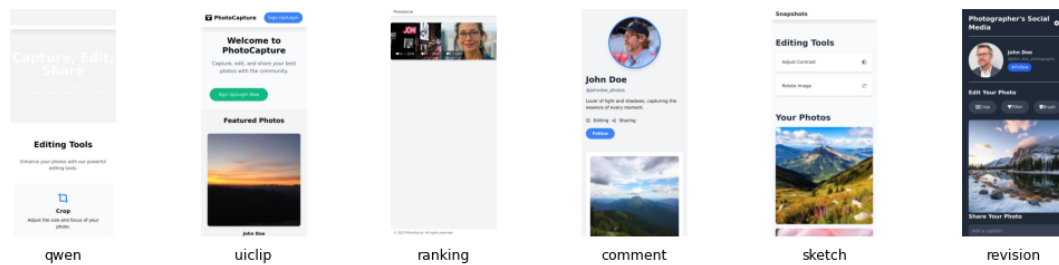 Capture, Edit,
Share
Editing Tools
Enhance your photos with our powerful
editing tools.
Crop
Adjust the size and focus of your
photo.
qwen
PhotoCapture
Sign Up/Login
Welcome to
PhotoCapture
Capture, edit, and share your best
photos with the community.
Sign Up/Login Now
Featured Photos
John Doe
uiclip
PhotoSocial
© 2023 PhotoSocial. All rights reserved.
ranking
John Doe
@johndoe_photos
Lover of light and shadows, capturing the
essence of every moment.
Editing
Sharing
Follow
comment
Snapshots
Editing Tools
Adjust Contrast
Rotate Image
Your Photos
sketch
Photographer's Social
Media
John Doe
@john_doe_photography
Follow
Edit Your Photo
Crop
Filter
Share Your Photo
Add a caption...
revision